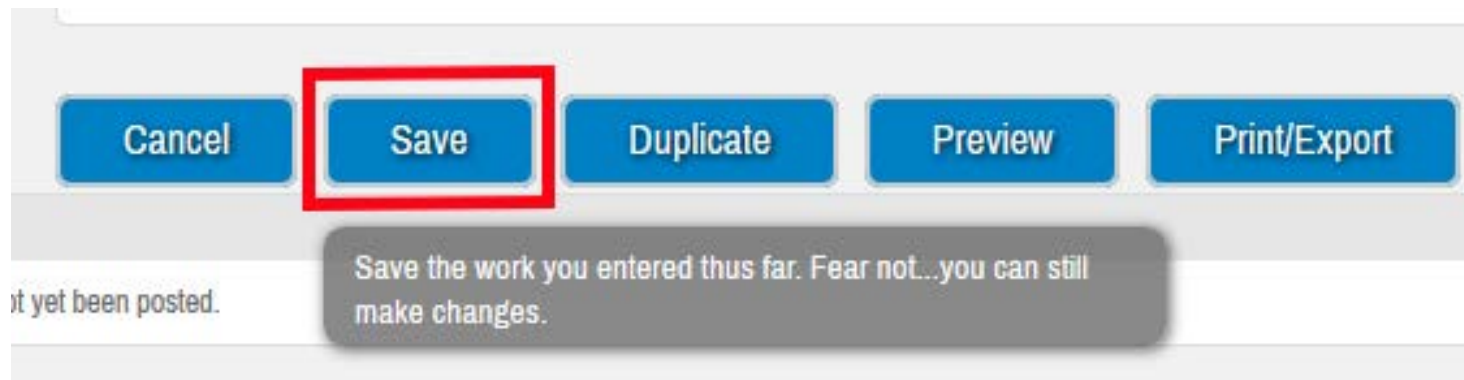 Cancel Save Duplicate Preview Print/Export
Save the work you entered thus far. Fear not...you can still
make changes.
yet been posted.